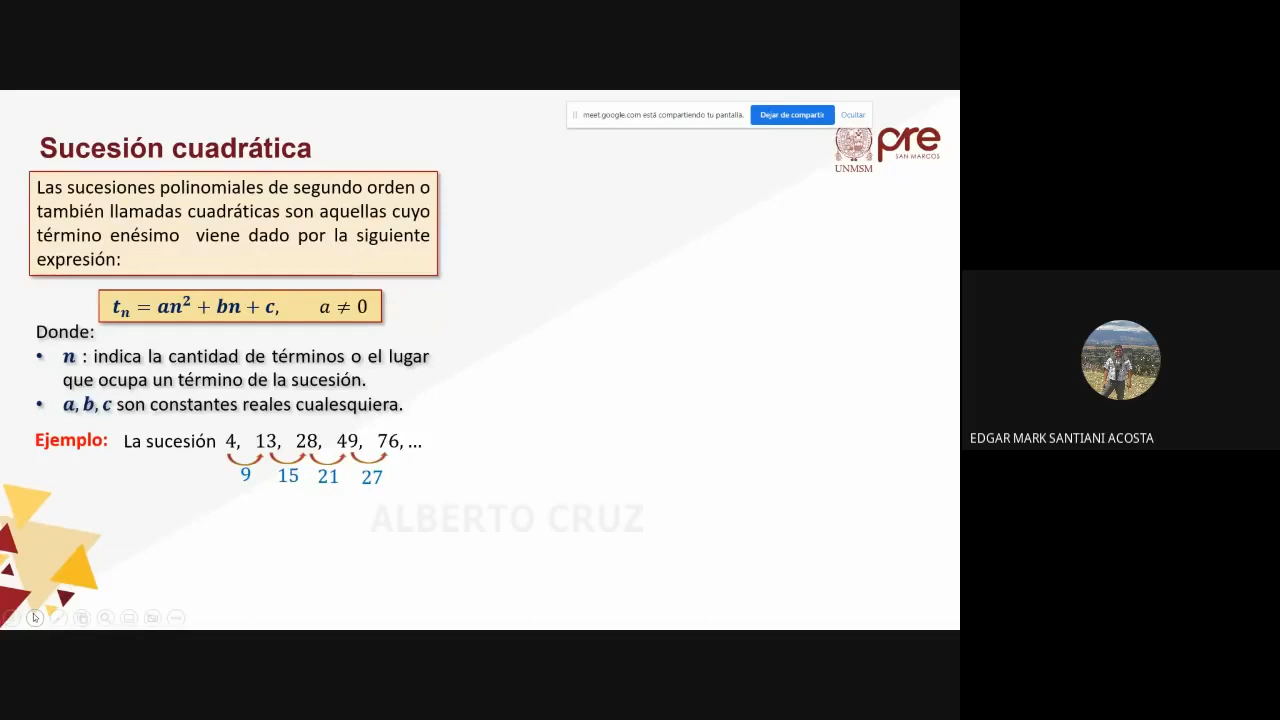 meet.google.com está compartiendo tu pantalla. Dejar de compartir Ocultar
Sucesión cuadrática
pre
SAN MARCOS
UNMSM
Las sucesiones polinomiales de segundo orden o
también llamadas cuadráticas son aquellas cuyo
término enésimo viene dado por la siguiente
expresión:
tₙ = an² + bn + c, a ≠ 0
Donde:
• n : indica la cantidad de términos o el lugar
que ocupa un término de la sucesión.
• a, b, c son constantes reales cualesquiera.
Ejemplo: La sucesión 4, 13, 28, 49, 76, ...
9 15 21 27
ALBERTO CRUZ
EDGAR MARK SANTIANI ACOSTA